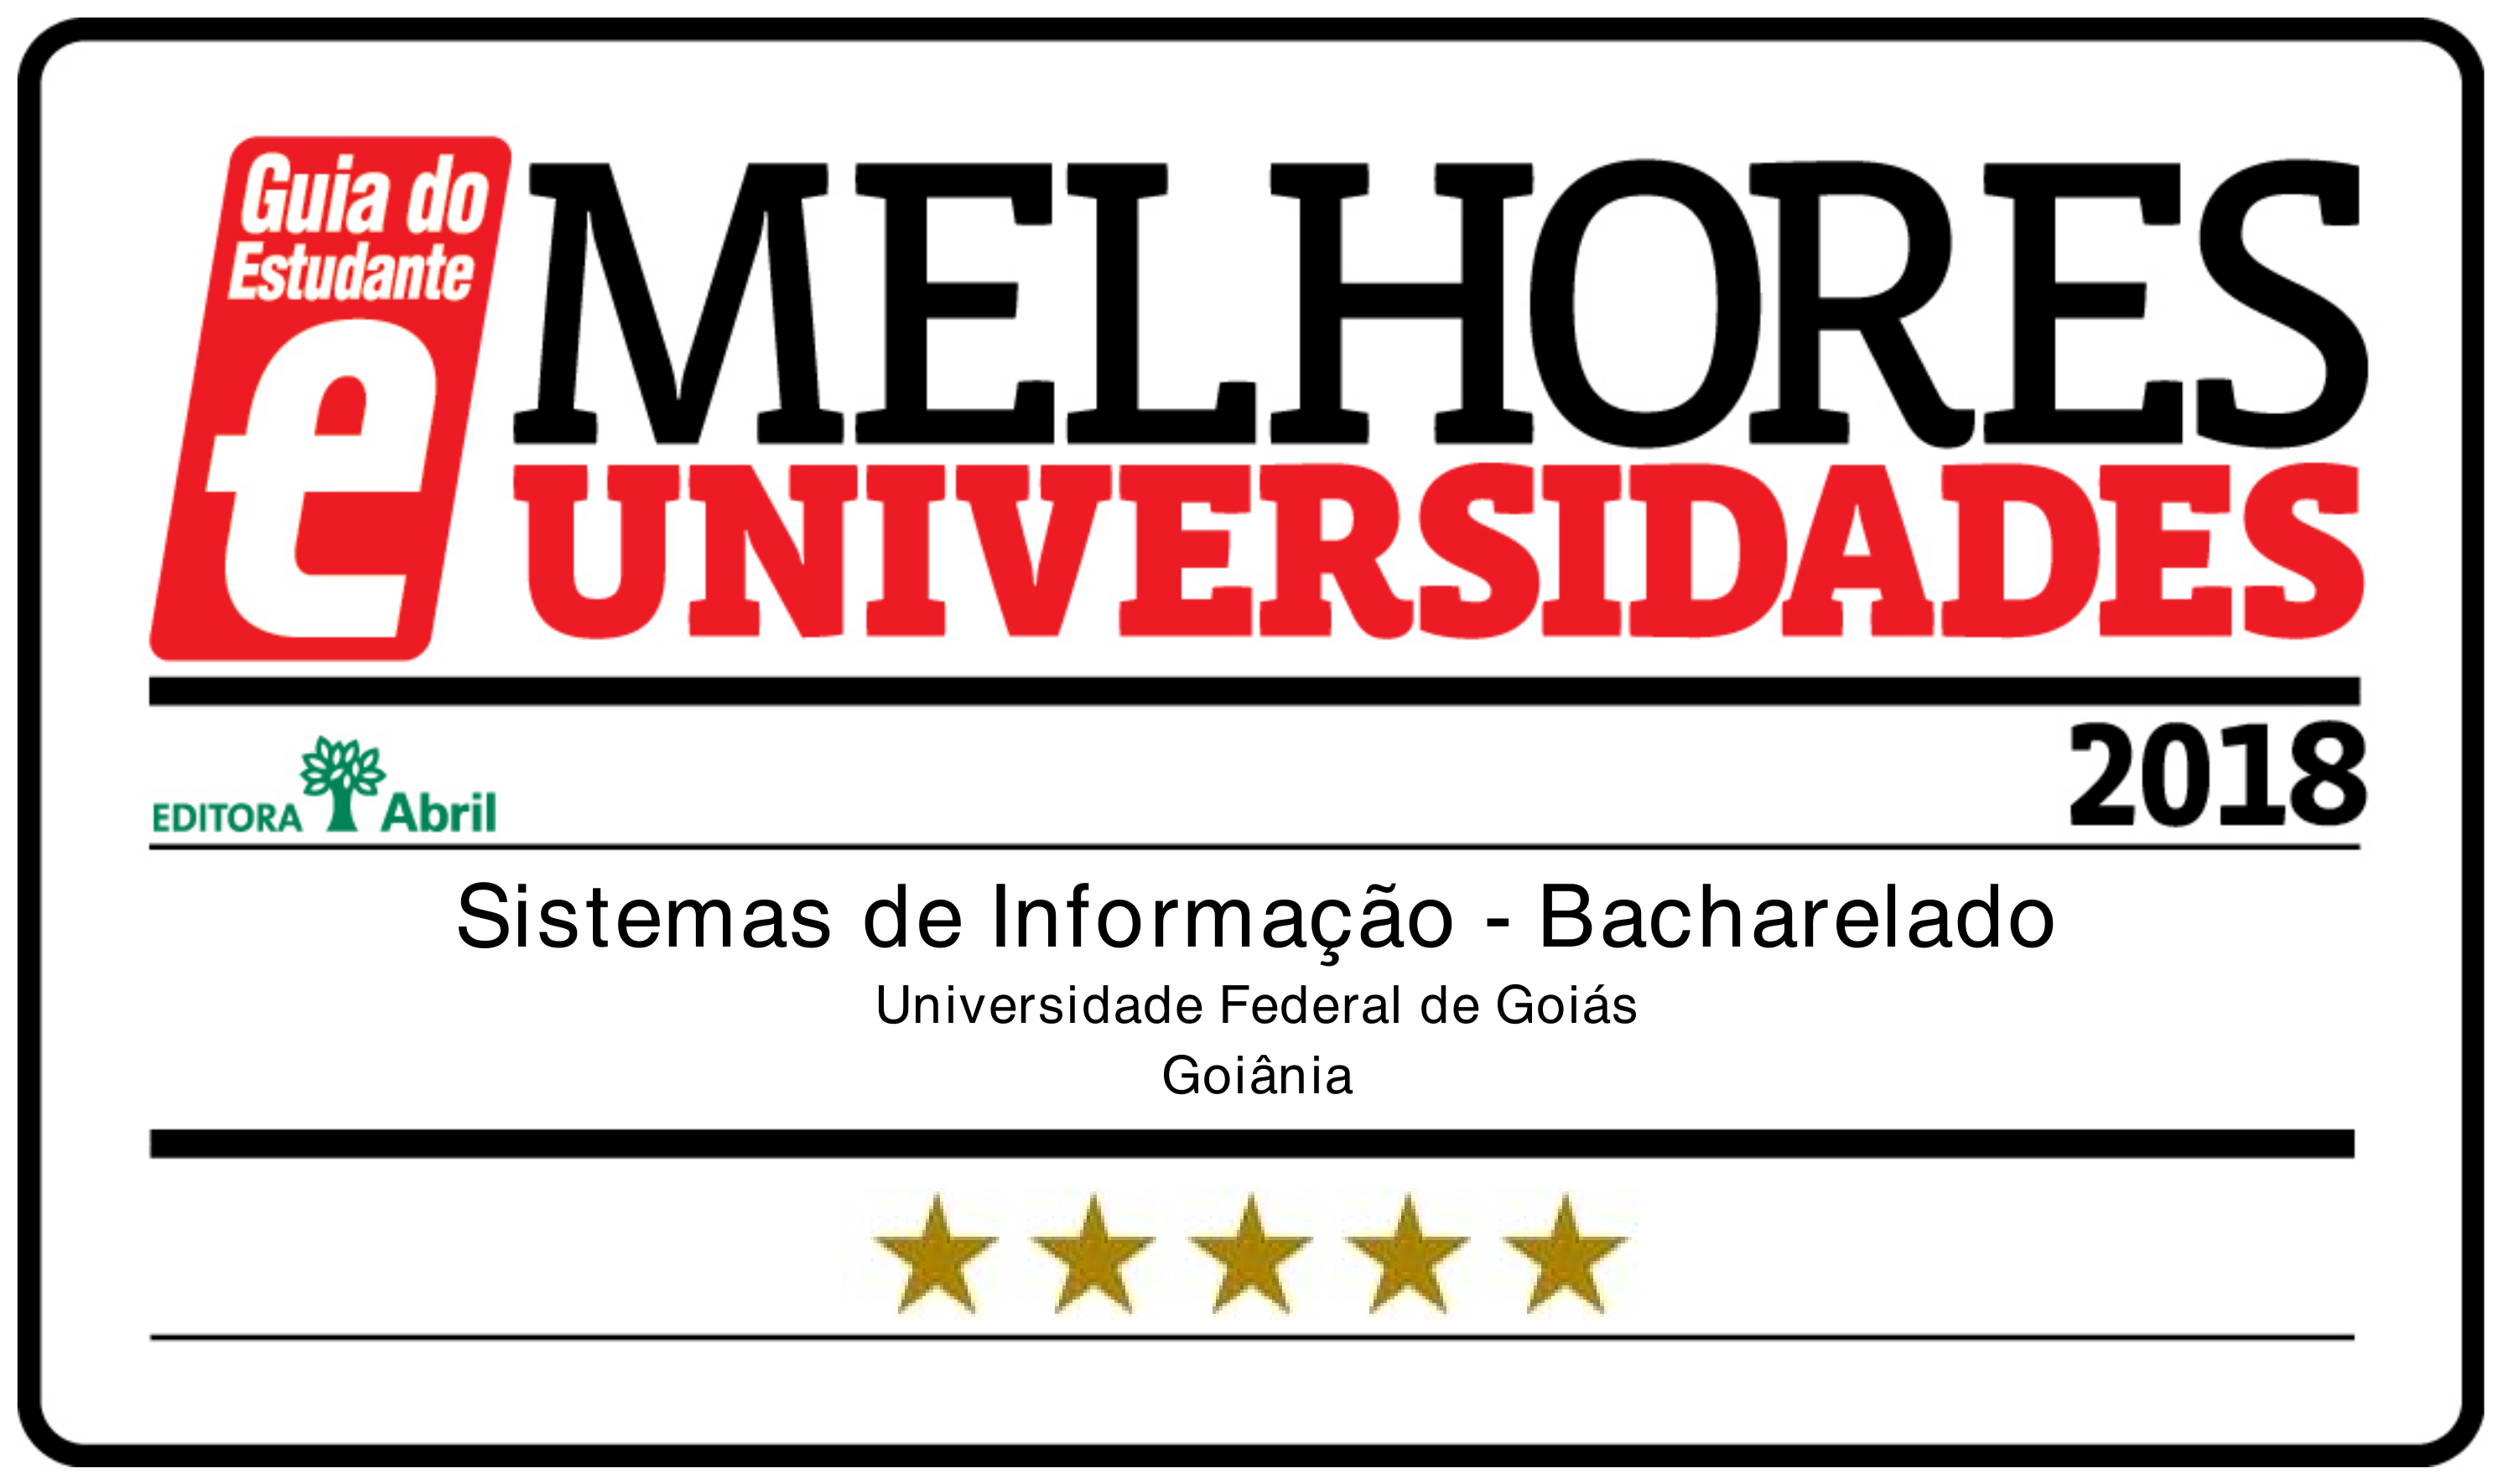 Guia do
Estudante
e
MELHORES
UNIVERSIDADES
EDITORA Abril
2018
Sistemas de Informação - Bacharelado
Universidade Federal de Goiás
Goiânia